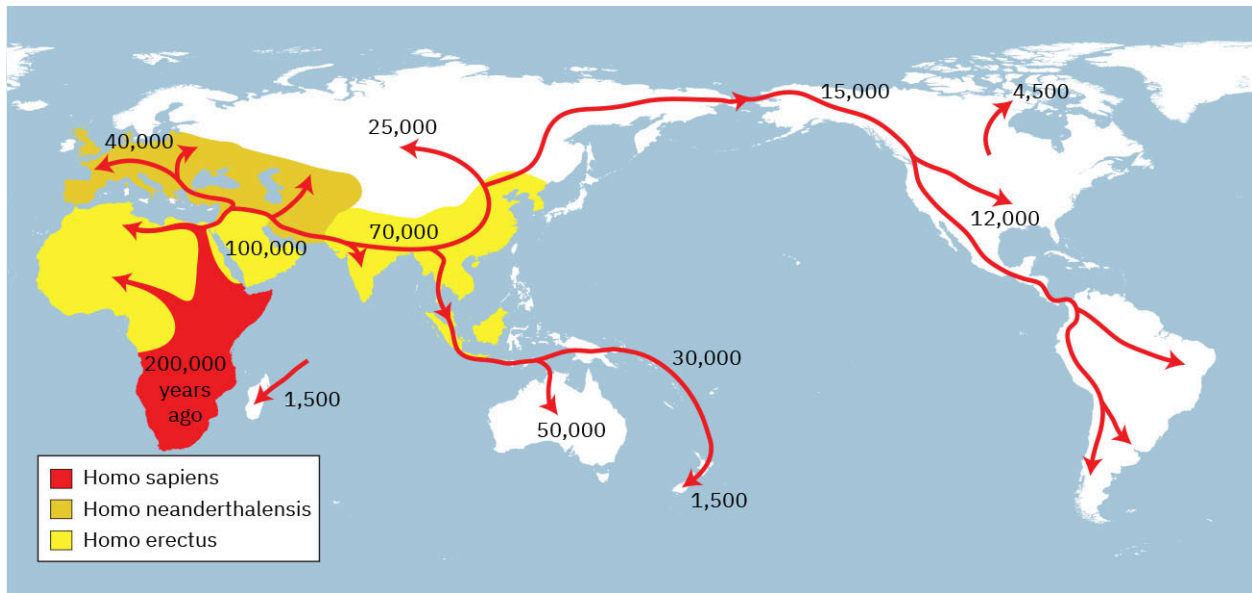 15,000
4,500
40,000
25,000
12,000
70,000
100,000
30,000
200,000
years
ago
1,500
50,000
1,500
Homo sapiens
Homo neanderthalensis
Homo erectus